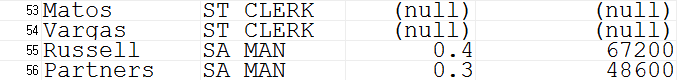 53 Matos ST CLERK (null) (null)
54 Vargas ST CLERK (null) (null)
55 Russell SA MAN 0.4 67200
56 Partners SA MAN 0.3 48600